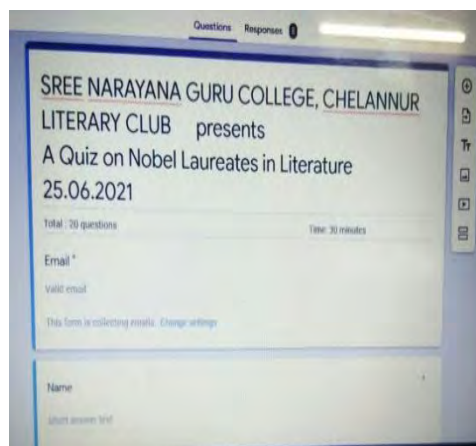 Questions Responses
SREE NARAYANA GURU COLLEGE, CHELANNUR
LITERARY CLUB presents
A Quiz on Nobel Laureates in Literature
25.06.2021
Total : 20 questions Time: 30 minutes
Email *
Valid email
This form is collecting emails. Change settings
Name *
Short answer text